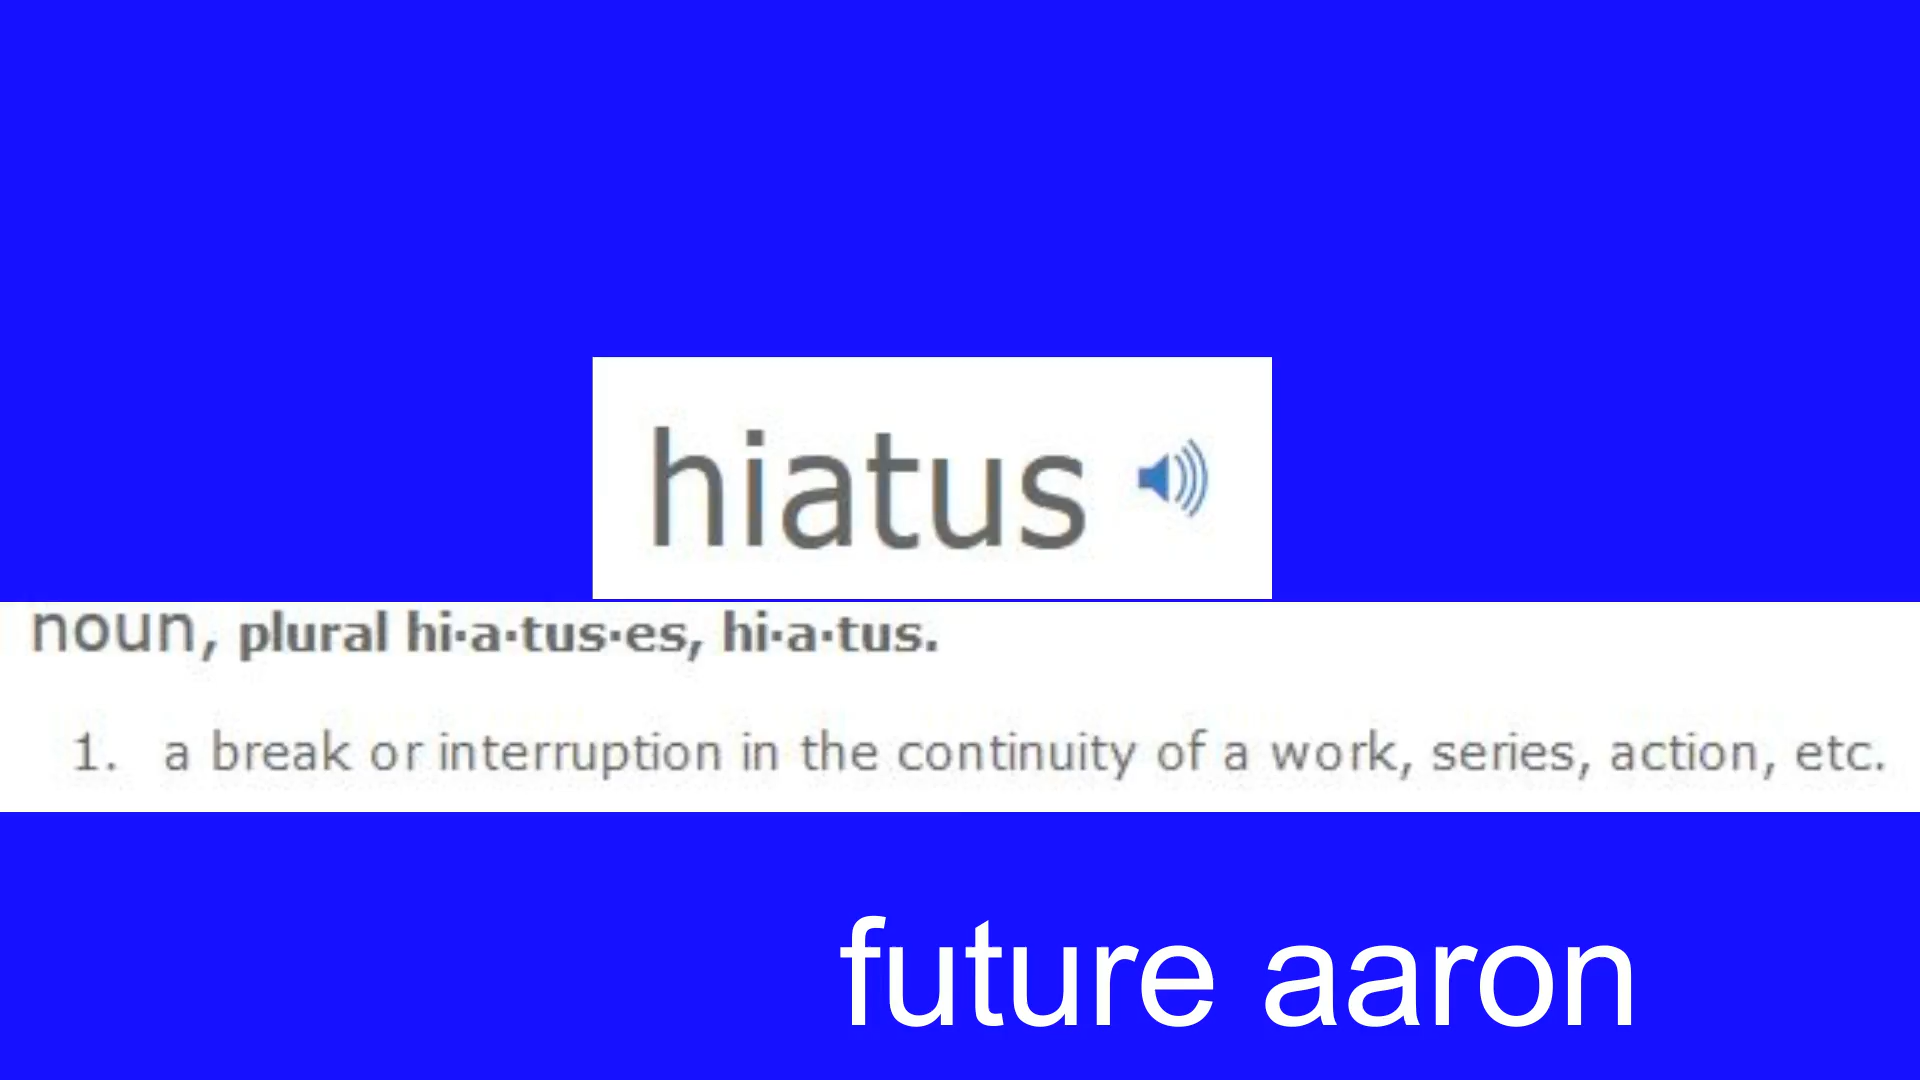 hiatus
noun, plural hi·a·tus·es, hi·a·tus.
1. a break or interruption in the continuity of a work, series, action, etc.
future aaron